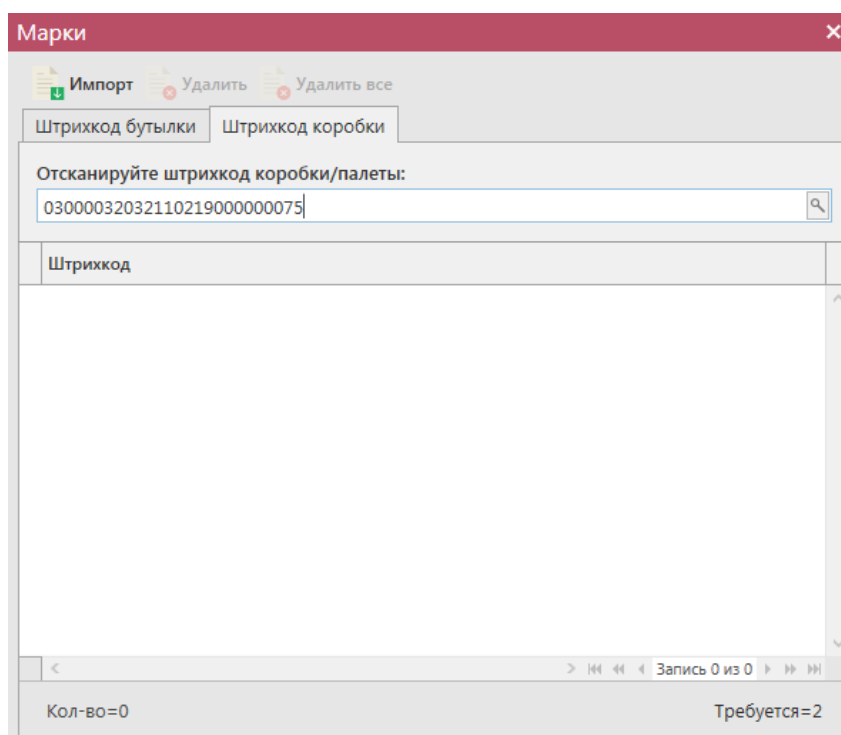 Марки
Импорт Удалить Удалить все
Штрихкод бутылки Штрихкод коробки
Отсканируйте штрихкод коробки/палеты:
03000032032110219000000075
Штрихкод
Запись 0 из 0
Кол-во=0 Требуется=2